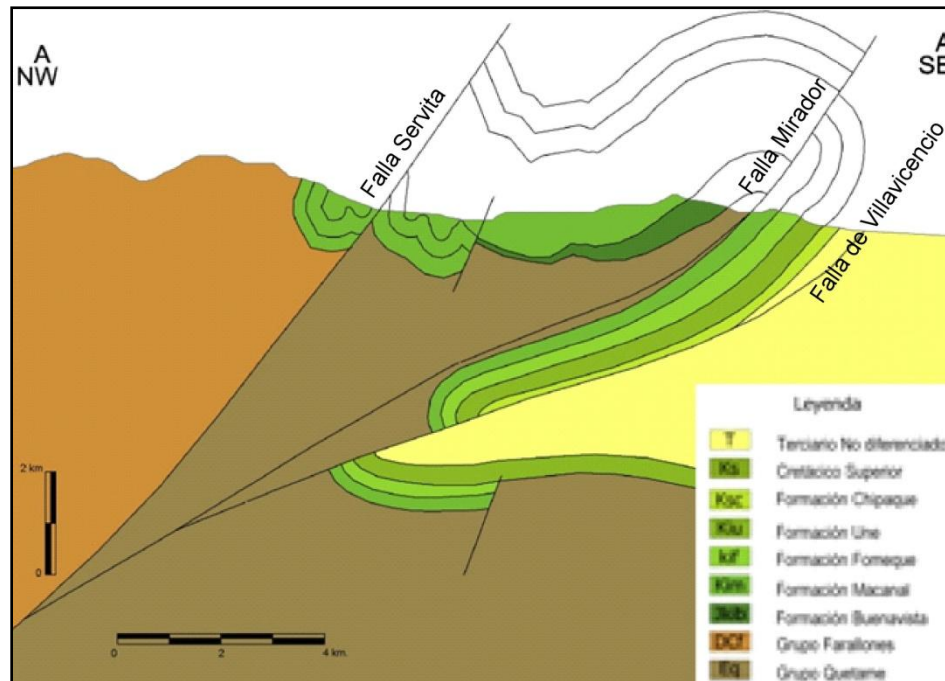 A
NW
A
SE
Falla Servita
Falla Mirador
Falla de Villavicencio
2 km
0
0 2 4 km.
Leyenda
T Terciario No diferenciado
Ks Cretácico Superior
Ksc Formación Chipaque
Kiu Formación Une
Kif Formación Fomeque
Kim Formación Macanal
Formación Buenavista
DCf Grupo Farallones
Grupo Quetame